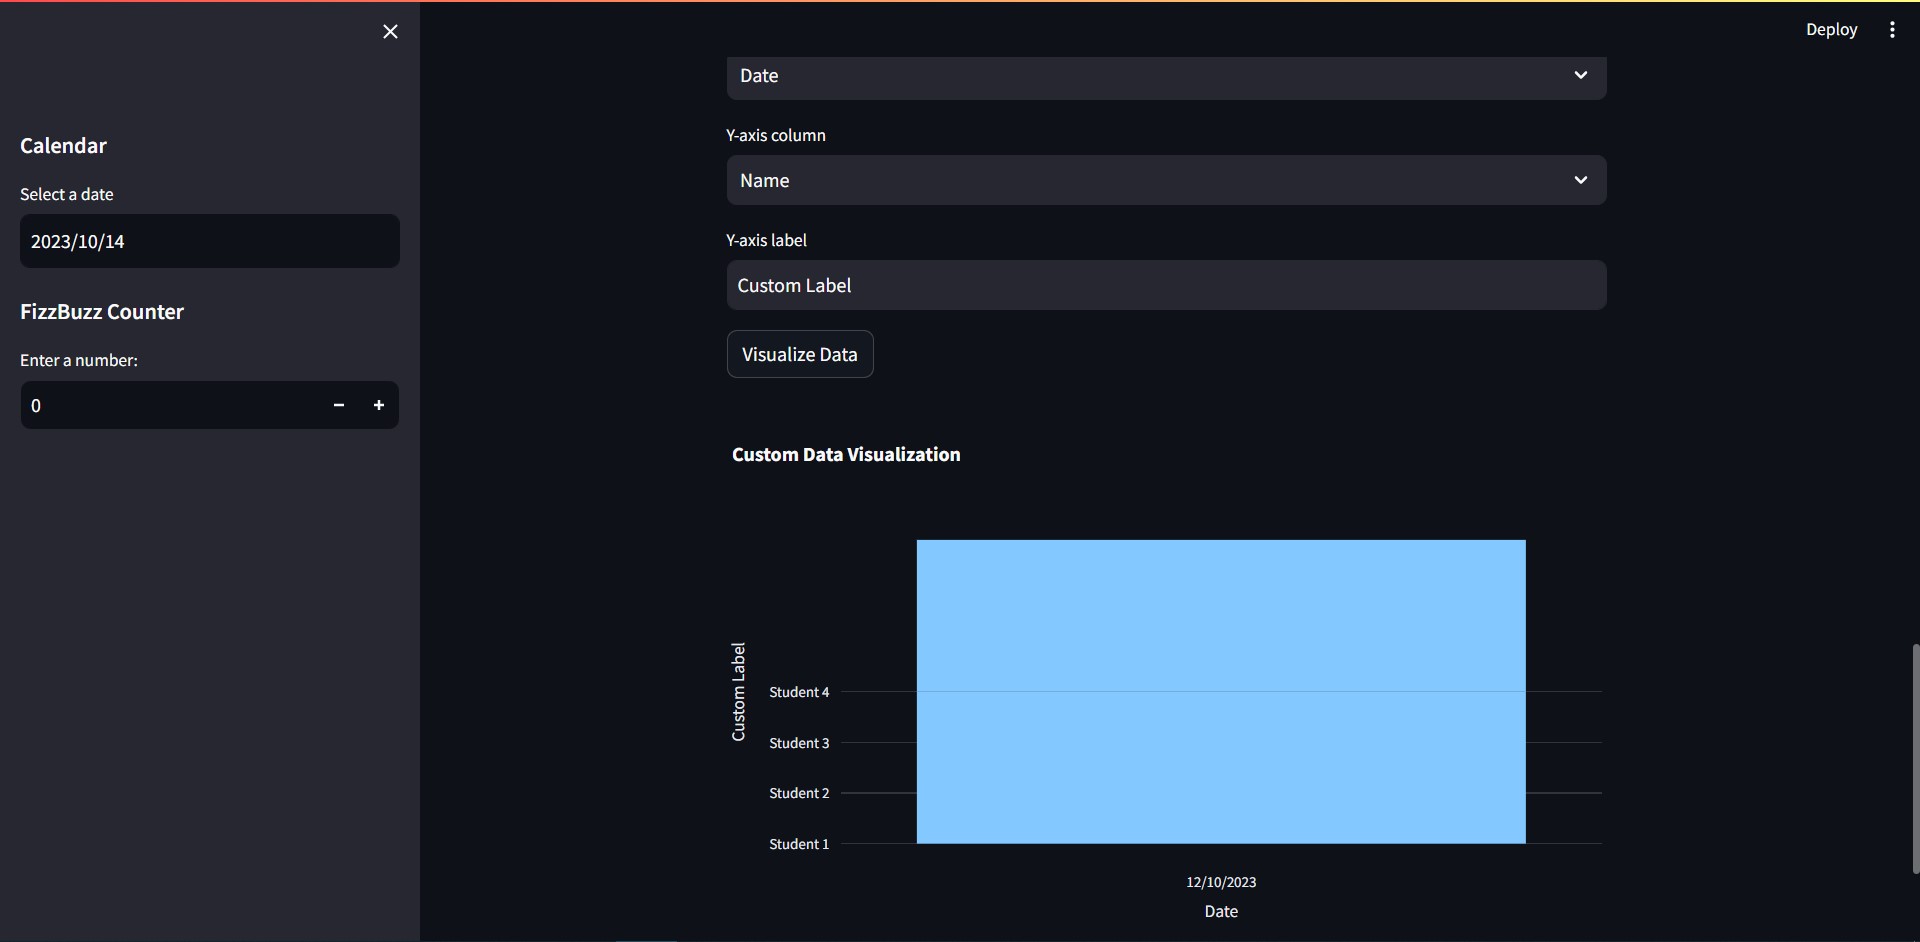 Deploy
Calendar
Select a date
2023/10/14
FizzBuzz Counter
Enter a number:
0
Date
Y-axis column
Name
Y-axis label
Custom Label
Visualize Data
Custom Data Visualization
Custom Label
Student 4
Student 3
Student 2
Student 1
12/10/2023
Date